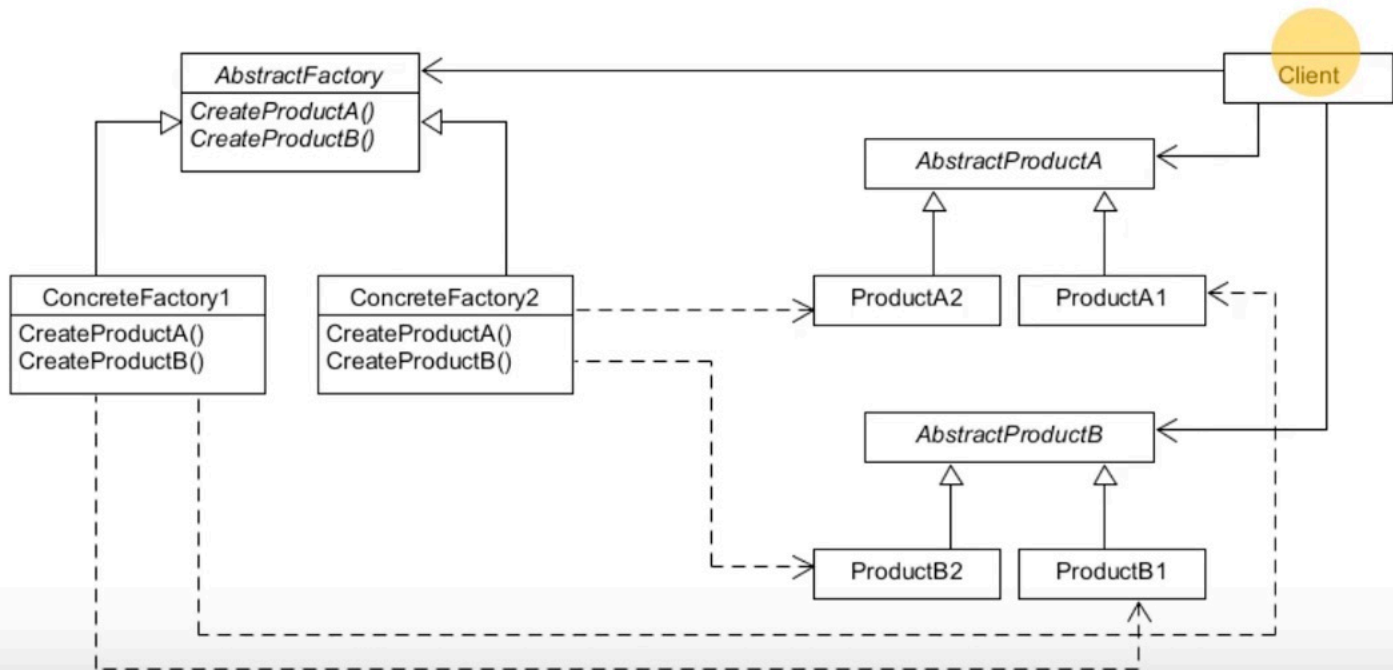 Client
AbstractFactory
CreateProductA()
CreateProductB()
AbstractProductA
ConcreteFactory1
CreateProductA()
CreateProductB()
ConcreteFactory2
CreateProductA()
CreateProductB()
ProductA2
ProductA1
AbstractProductB
ProductB2
ProductB1